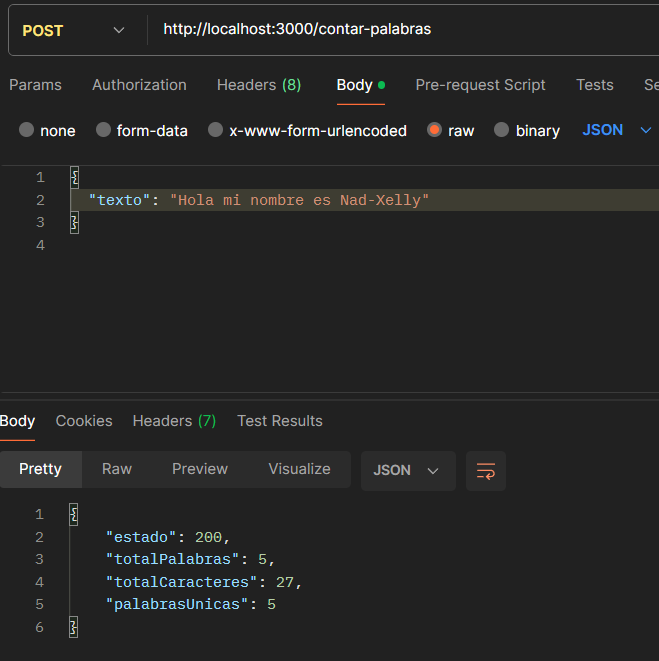 POST http://localhost:3000/contar-palabras
Params Authorization Headers (8) Body Pre-request Script Tests Se
none form-data x-www-form-urlencoded raw binary JSON
1 {
2 "texto": "Hola mi nombre es Nad-Xelly"
3 }
4
Body Cookies Headers (7) Test Results
Pretty Raw Preview Visualize JSON
1 {
2 "estado": 200,
3 "totalPalabras": 5,
4 "totalCaracteres": 27,
5 "palabrasUnicas": 5
6 }